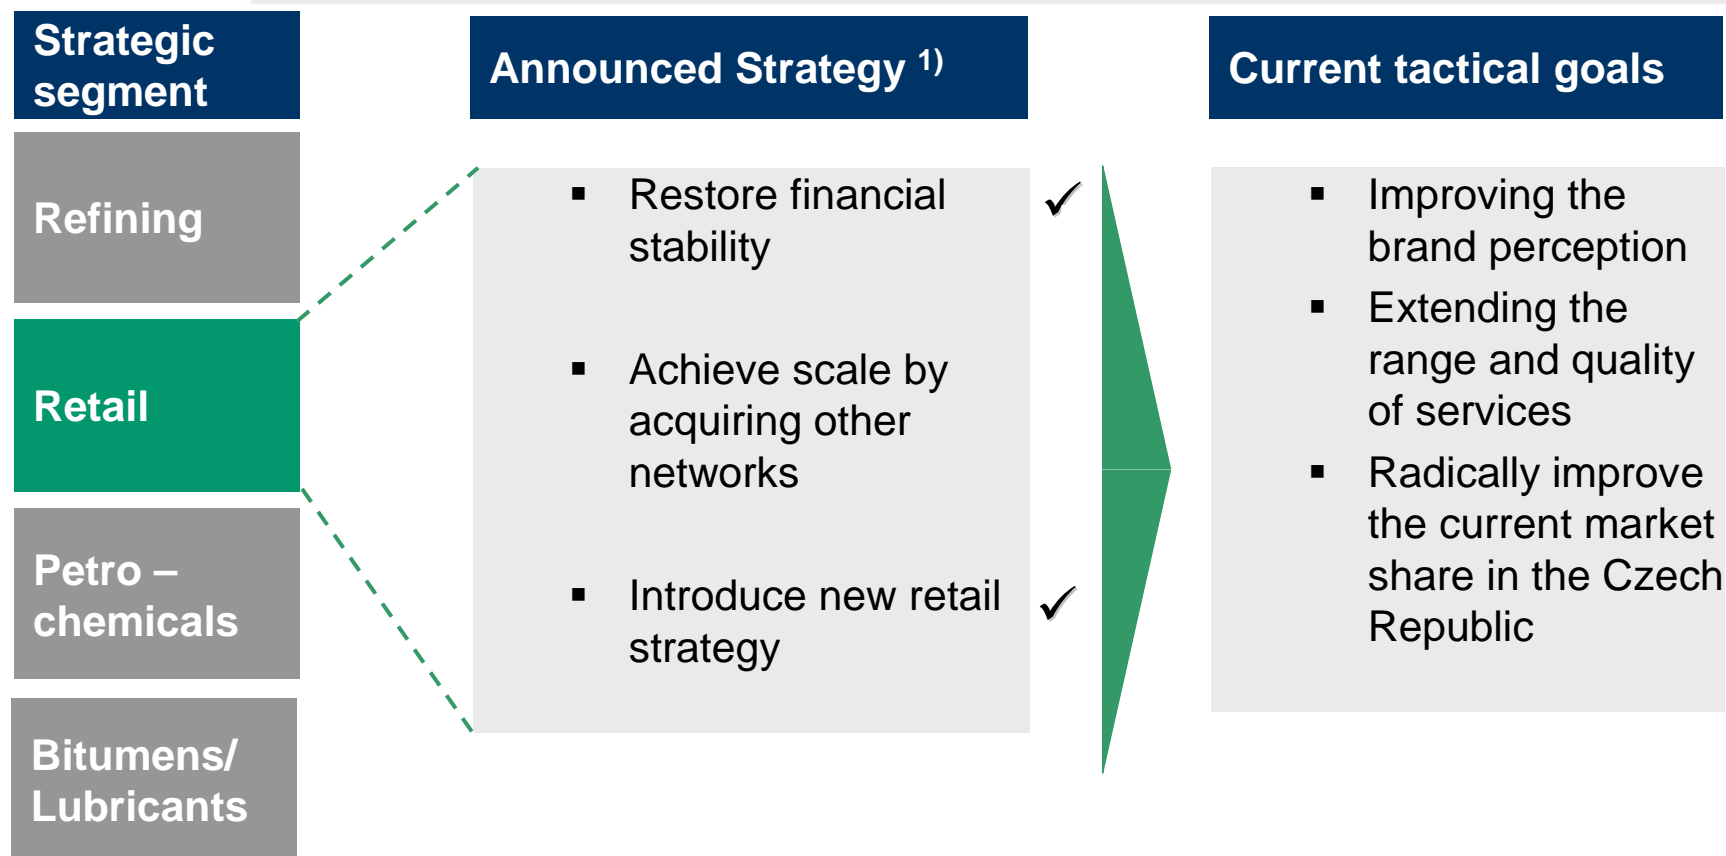 Strategic
segment
Refining
Retail
Petro –
chemicals
Bitumens/
Lubricants
Announced Strategy 1)
▪ Restore financial ✓
stability
▪ Achieve scale by
acquiring other
networks
▪ Introduce new retail ✓
strategy
Current tactical goals
▪ Improving the
brand perception
▪ Extending the
range and quality
of services
▪ Radically improve
the current market
share in the Czech
Republic